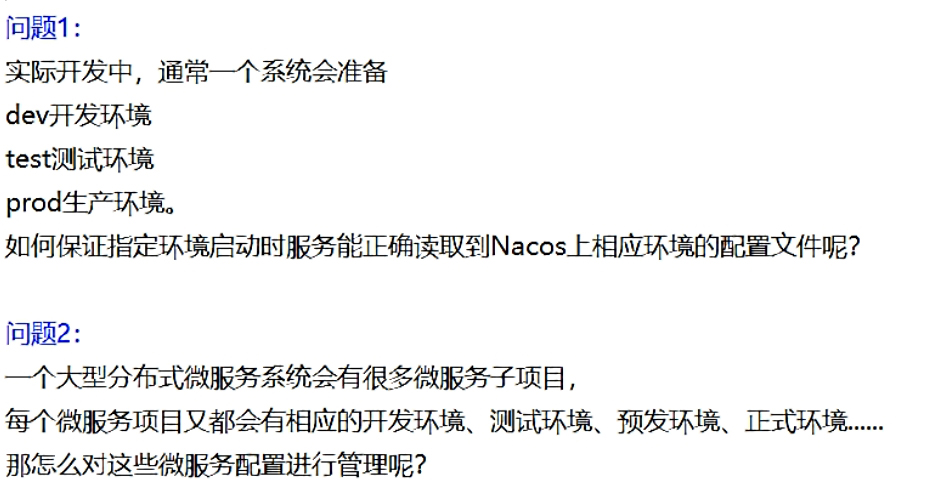 问题1：
实际开发中，通常一个系统会准备
dev开发环境
test测试环境
prod生产环境。
如何保证指定环境启动时服务能正确读取到Nacos上相应环境的配置文件呢？
问题2：
一个大型分布式微服务系统会有很多微服务子项目，
每个微服务项目又都会有相应的开发环境、测试环境、预发环境、正式环境......
那怎么对这些微服务配置进行管理呢？